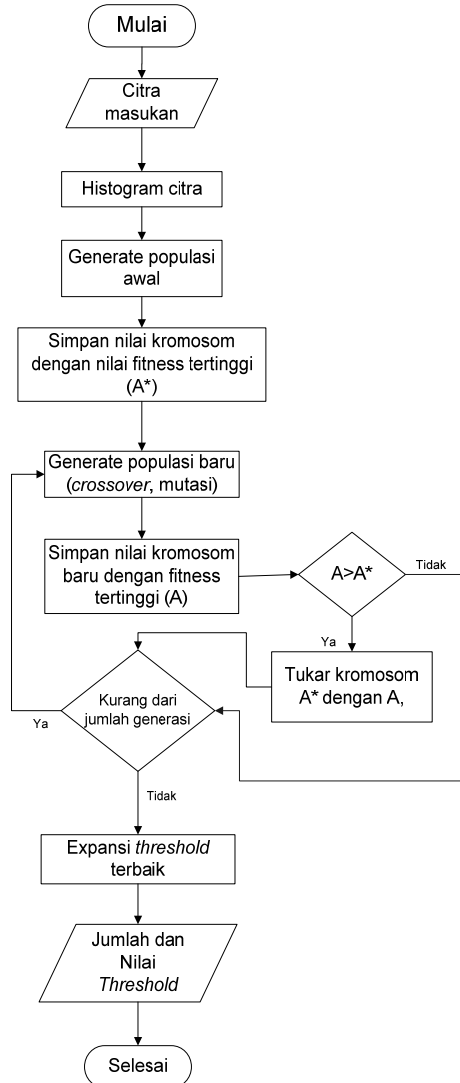 Mulai
Citra
masukan
Histogram citra
Generate populasi
awal
Simpan nilai kromosom
dengan nilai fitness tertinggi
(A*)
Generate populasi baru
(crossover, mutasi)
Simpan nilai kromosom
baru dengan fitness
tertinggi (A)
A>A*
Tidak
Ya
Tukar kromosom
A* dengan A,
Kurang dari
jumlah generasi
Ya
Tidak
Expansi threshold
terbaik
Jumlah dan
Nilai
Threshold
Selesai